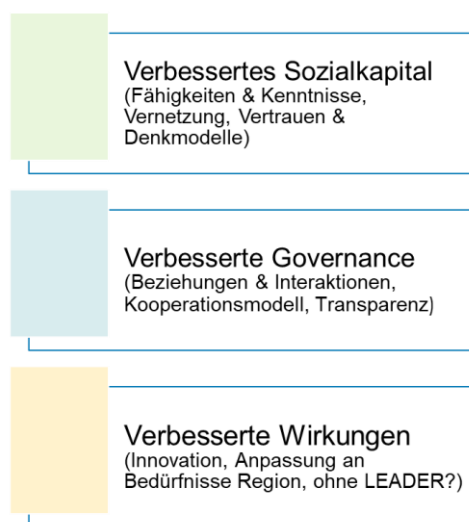 Verbessertes Sozialkapital
(Fähigkeiten & Kenntnisse,
Vernetzung, Vertrauen &
Denkmodelle)
Verbesserte Governance
(Beziehungen & Interaktionen,
Kooperationsmodell, Transparenz)
Verbesserte Wirkungen
(Innovation, Anpassung an
Bedürfnisse Region, ohne LEADER?)